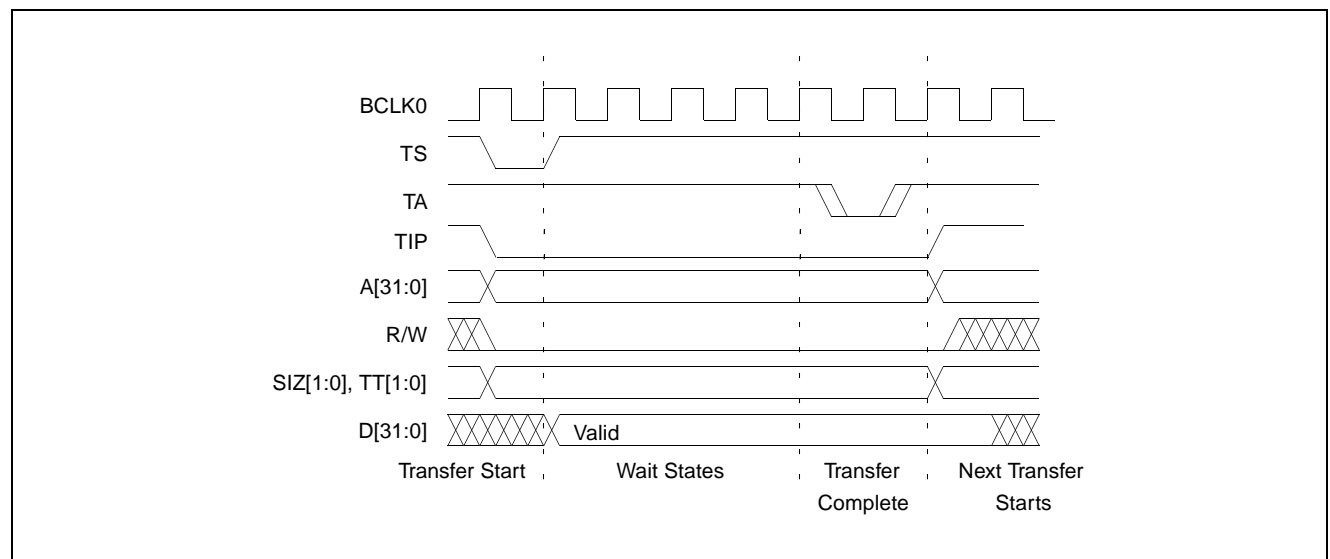 BCLK0
TS
TA
TIP
A[31:0]
R/W
SIZ[1:0], TT[1:0]
D[31:0]
Valid
Transfer Start
Wait States
Transfer
Complete
Next Transfer
Starts